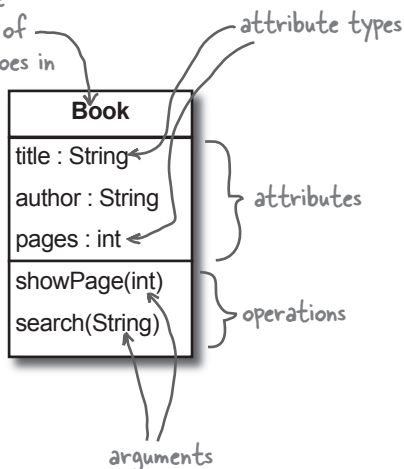 of
oes in
attribute types
Book
title : String
author : String
pages : int
attributes
showPage(int)
search(String)
operations
arguments